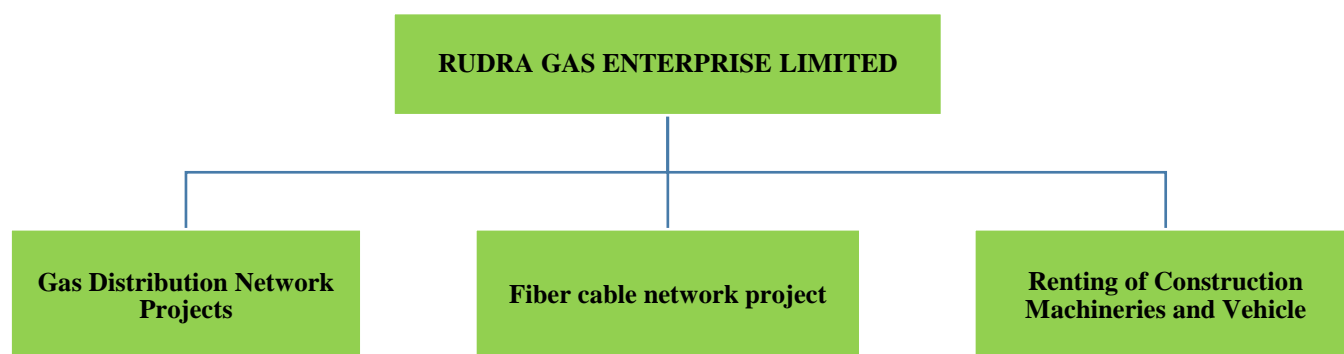 RUDRA GAS ENTERPRISE LIMITED
Gas Distribution Network
Projects
Fiber cable network project
Renting of Construction
Machineries and Vehicle